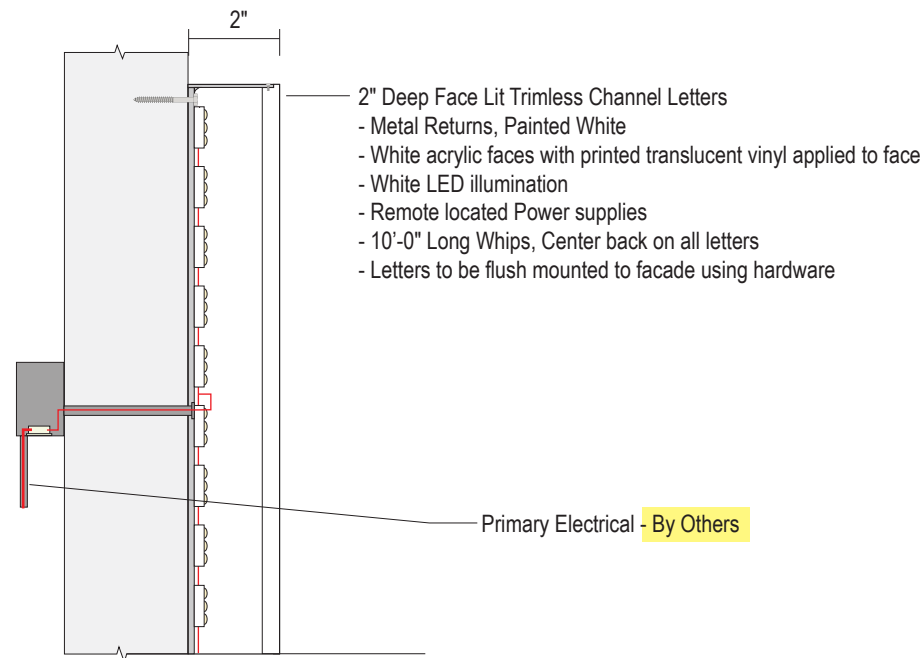 2"
2" Deep Face Lit Trimless Channel Letters
- Metal Returns, Painted White
- White acrylic faces with printed translucent vinyl applied to face
- White LED illumination
- Remote located Power supplies
- 10’-0" Long Whips, Center back on all letters
- Letters to be flush mounted to facade using hardware
Primary Electrical - By Others